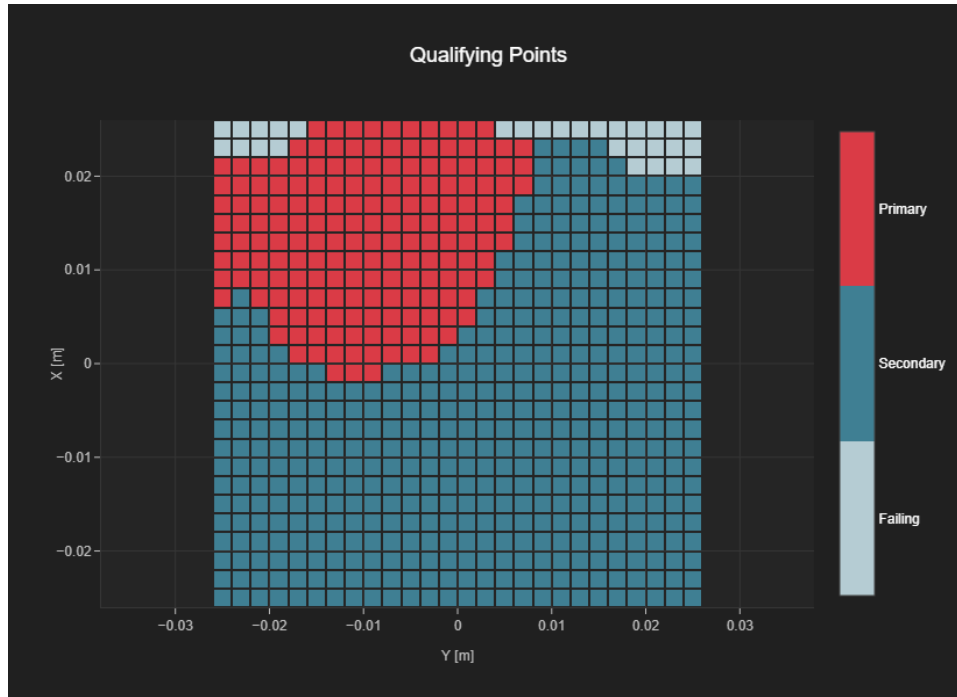 Qualifying Points
0.02
0.01
0
−0.01
−0.02
X [m]
−0.03
−0.02
−0.01
0
0.01
0.02
0.03
Y [m]
Primary
Secondary
Failing